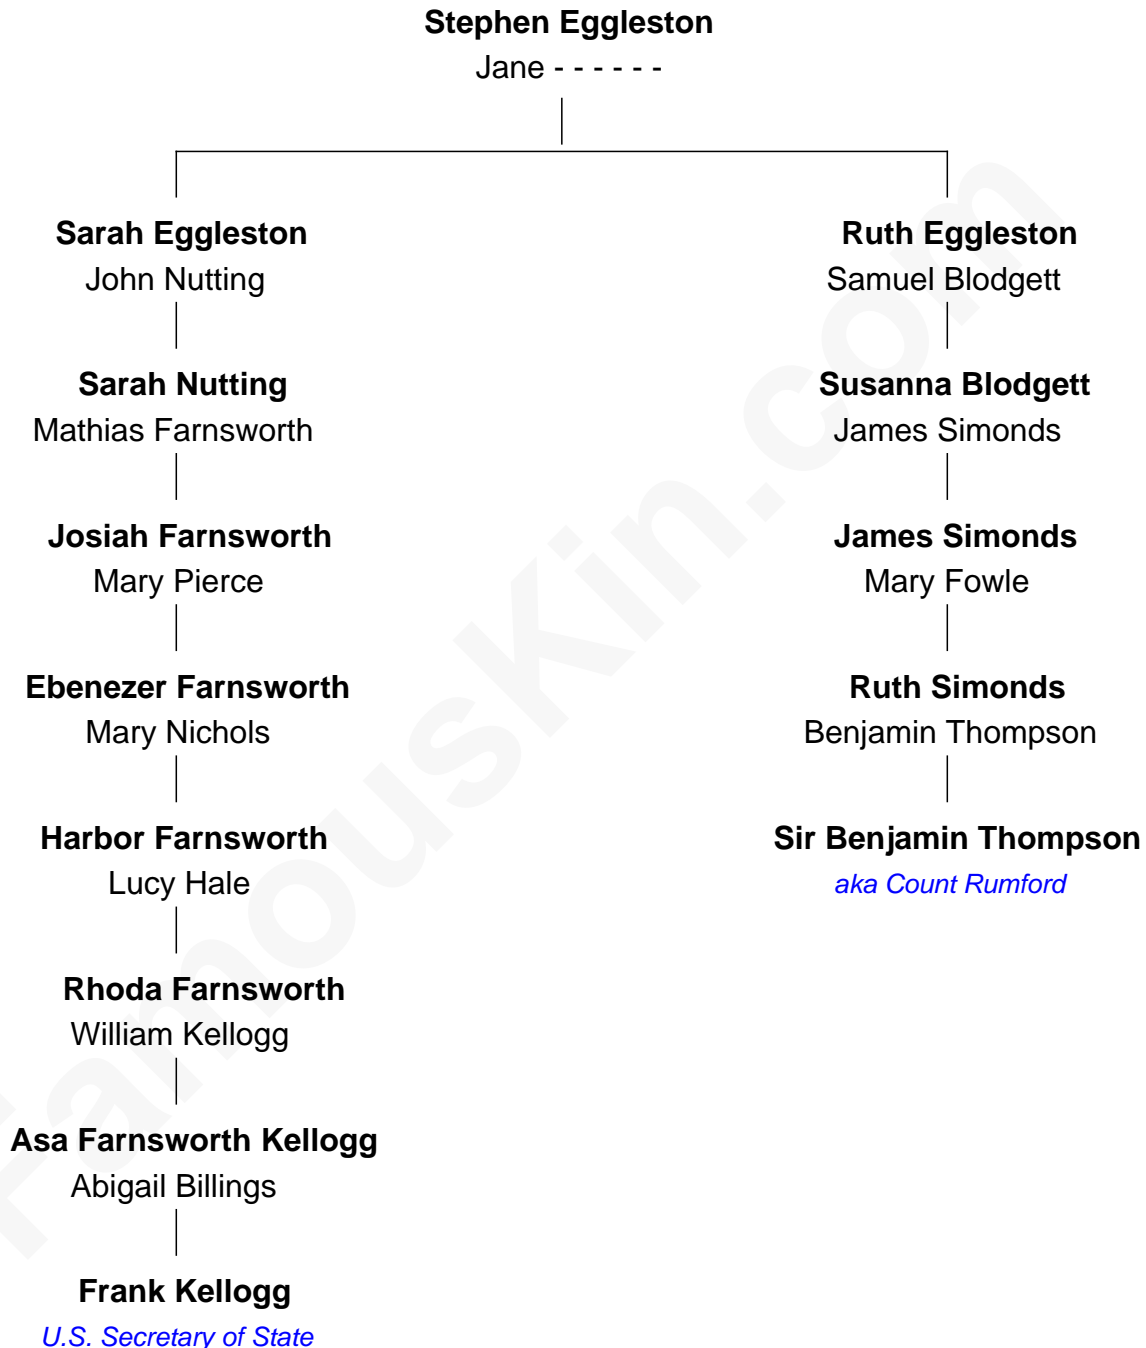 Stephen Eggleston
Jane - - - - - -
Sarah Eggleston
John Nutting
Sarah Nutting
Mathias Farnsworth
Josiah Farnsworth
Mary Pierce
Ebenezer Farnsworth
Mary Nichols
Harbor Farnsworth
Lucy Hale
Rhoda Farnsworth
William Kellogg
Asa Farnsworth Kellogg
Abigail Billings
Frank Kellogg
U.S. Secretary of State
Ruth Eggleston
Samuel Blodgett
Susanna Blodgett
James Simonds
James Simonds
Mary Fowle
Ruth Simonds
Benjamin Thompson
Sir Benjamin Thompson
aka Count Rumford
FamousKin.com